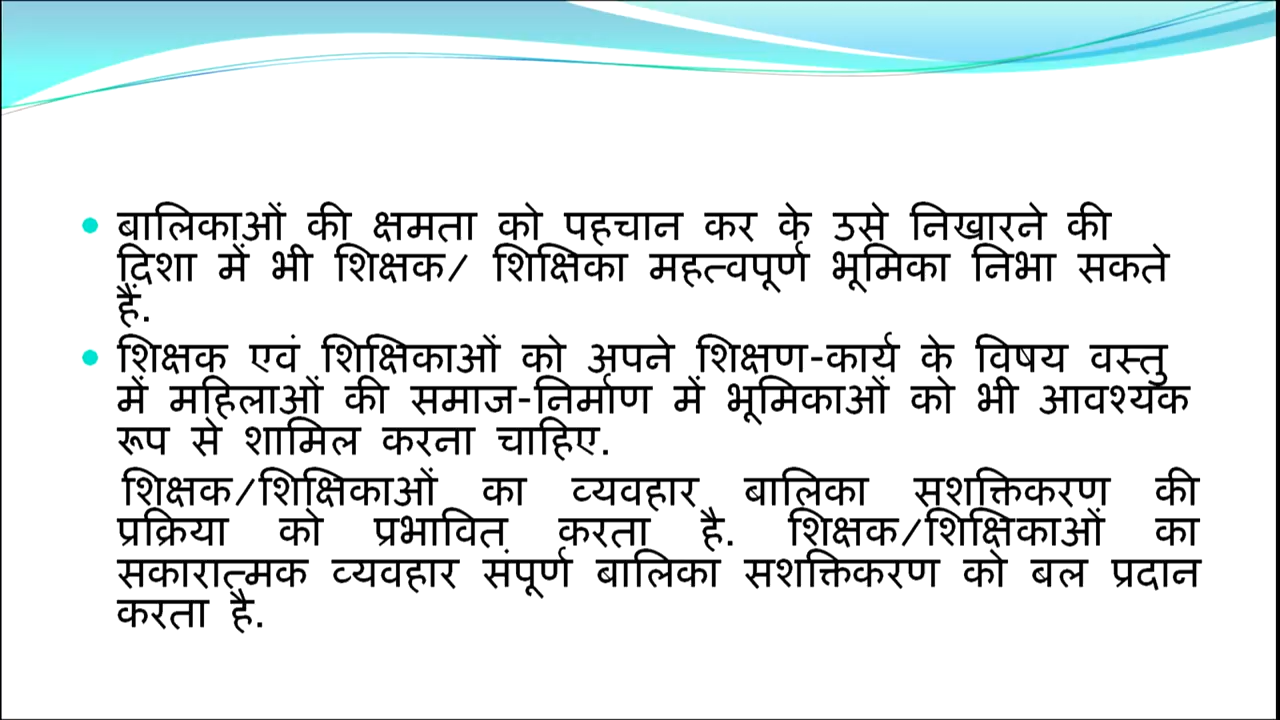 बालिकाओं की क्षमता को पहचान कर के उसे निखारने की
दिशा में भी शिक्षक/ शिक्षिका महत्वपूर्ण भूमिका निभा सकते
हैं.
शिक्षक एवं शिक्षिकाओं को अपने शिक्षण-कार्य के विषय वस्तु
में महिलाओं की समाज-निर्माण में भूमिकाओं को भी आवश्यक
रूप से शामिल करना चाहिए.
शिक्षक/शिक्षिकाओं का व्यवहार बालिका सशक्तिकरण की
प्रक्रिया को प्रभावित करता है. शिक्षक/शिक्षिकाओं का
सकारात्मक व्यवहार संपूर्ण बालिका सशक्तिकरण को बल प्रदान
करता है.